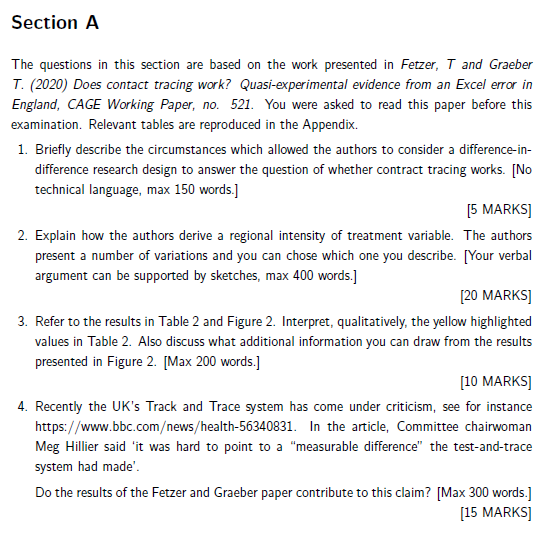 Section A
The questions in this section are based on the work presented in Fetzer, T and Graeber
T. (2020) Does contact tracing work? Quasi-experimental evidence from an Excel error in
England, CAGE Working Paper, no. 521. You were asked to read this paper before this
examination. Relevant tables are reproduced in the Appendix.
1. Briefly describe the circumstances which allowed the authors to consider a difference-in-
difference research design to answer the question of whether contract tracing works. [No
technical language, max 150 words.]
[5 MARKS]
2. Explain how the authors derive a regional intensity of treatment variable. The authors
present a number of variations and you can chose which one you describe. [Your verbal
argument can be supported by sketches, max 400 words.]
[20 MARKS]
3. Refer to the results in Table 2 and Figure 2. Interpret, qualitatively, the yellow highlighted
values in Table 2. Also discuss what additional information you can draw from the results
presented in Figure 2. [Max 200 words.]
[10 MARKS]
4. Recently the UK's Track and Trace system has come under criticism, see for instance
https://www.bbc.com/news/health-56340831. In the article, Committee chairwoman
Meg Hillier said 'it was hard to point to a "measurable difference" the test-and-trace
system had made'.
Do the results of the Fetzer and Graeber paper contribute to this claim? [Max 300 words.]
[15 MARKS]